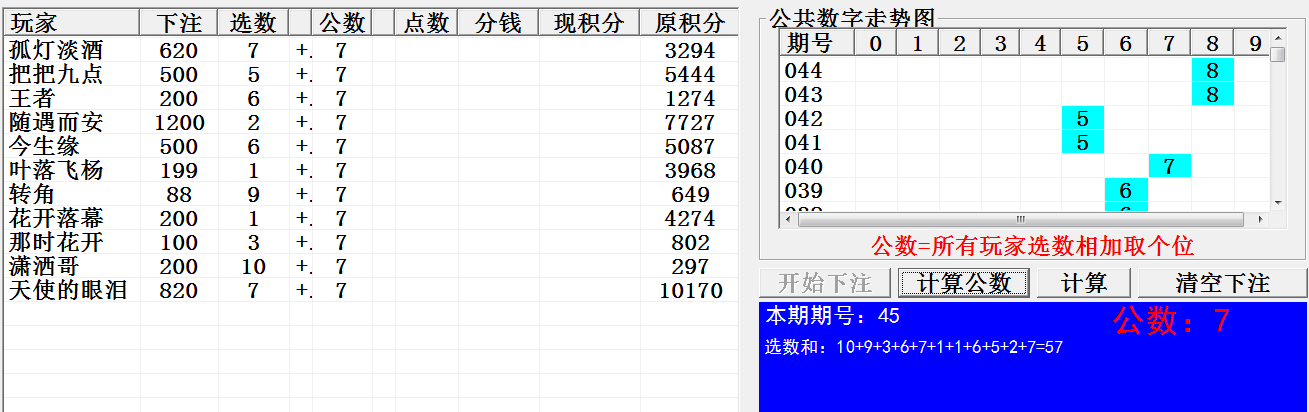 玩家 下注 选数 公数 点数 分钱 现积分 原积分
孤灯淡酒 620 7 +. 7 3294
把把九点 500 5 +. 7 5444
王者 200 6 +. 7 1274
随遇而安 1200 2 +. 7 7727
今生缘 500 6 +. 7 5087
叶落飞杨 199 1 +. 7 3968
转角 88 9 +. 7 649
花开落幕 200 1 +. 7 4274
那时花开 100 3 +. 7 802
潇洒哥 200 10 +. 7 297
天使的眼泪 820 7 +. 7 10170
公共数字走势图
期号 0 1 2 3 4 5 6 7 8 9
044 8
043 8
042 5
041 5
040 7
039 6
公数=所有玩家选数相加取个位
开始下注 计算公数 计算 清空下注
本期期号：45 公数：7
选数和：10+9+3+6+7+1+1+6+5+2+7=57